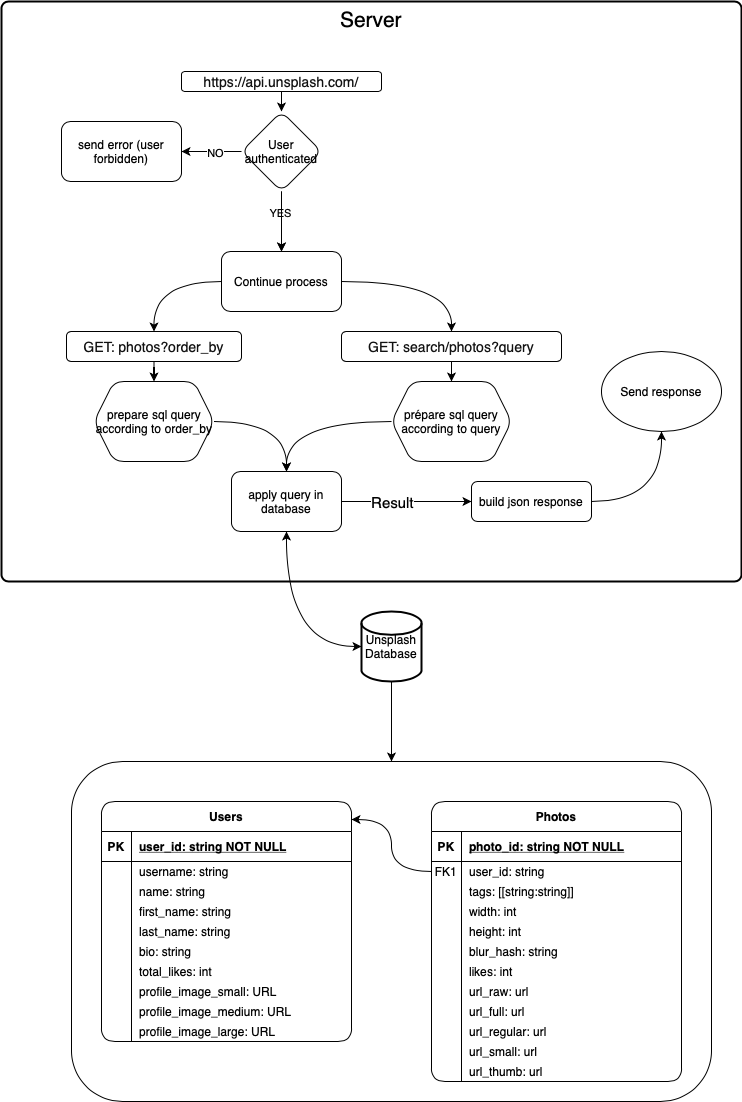 Server
https://api.unsplash.com/
User
authenticated
send error (user
forbidden)
NO
YES
Continue process
GET: photos?order_by
GET: search/photos?query
prepare sql query
according to order_by
prépare sql query
according to query
Send response
apply query in
database
Result
build json response
Unsplash
Database
Users
PK
user_id: string NOT NULL
username: string
name: string
first_name: string
last_name: string
bio: string
total_likes: int
profile_image_small: URL
profile_image_medium: URL
profile_image_large: URL
Photos
PK
photo_id: string NOT NULL
FK1
user_id: string
tags: [[string:string]]
width: int
height: int
blur_hash: string
likes: int
url_raw: url
url_full: url
url_regular: url
url_small: url
url_thumb: url